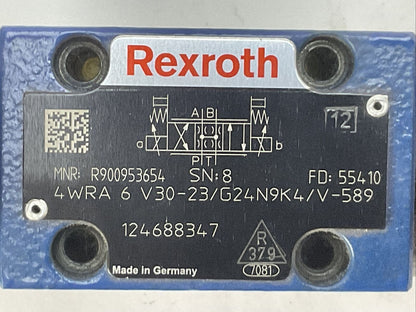 Rexroth
A B
12
a b
P T
MNR: R900953654 SN:8 FD: 55410
4WRA 6 V30-23/G24N9K4/V-589
124688347
R
379
7081
Made in Germany